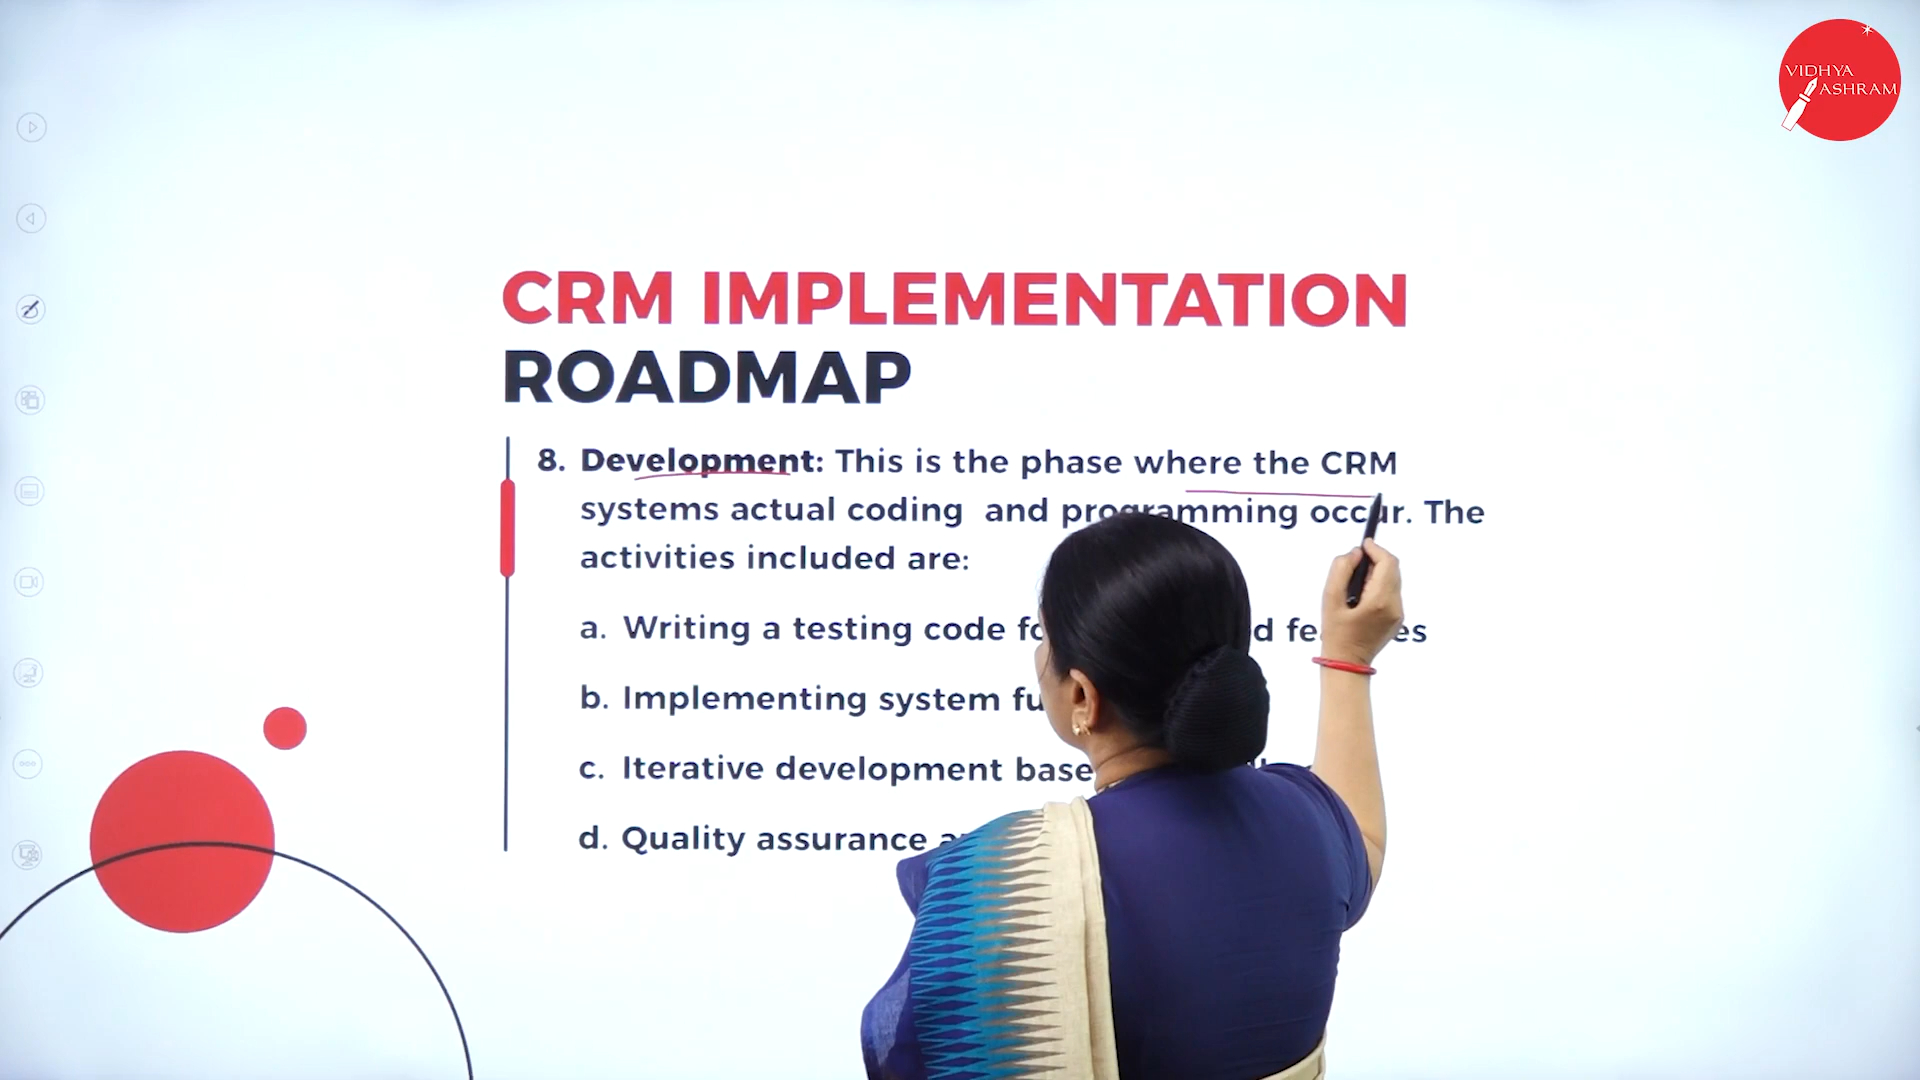 VIDHYA
ASHRAM
CRM IMPLEMENTATION
ROADMAP
8. Development: This is the phase where the CRM
systems actual coding and programming occur. The
activities included are:
a. Writing a testing code
b. Implementing system
c. Iterative development
d. Quality assurance